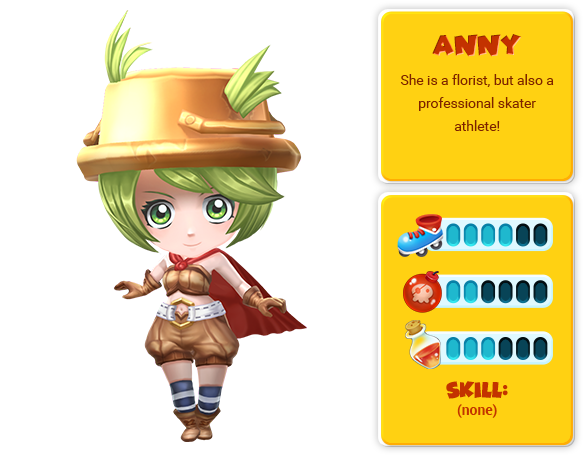 ANNY
She is a florist, but also a
professional skater
athlete!
SKILL:
(none)